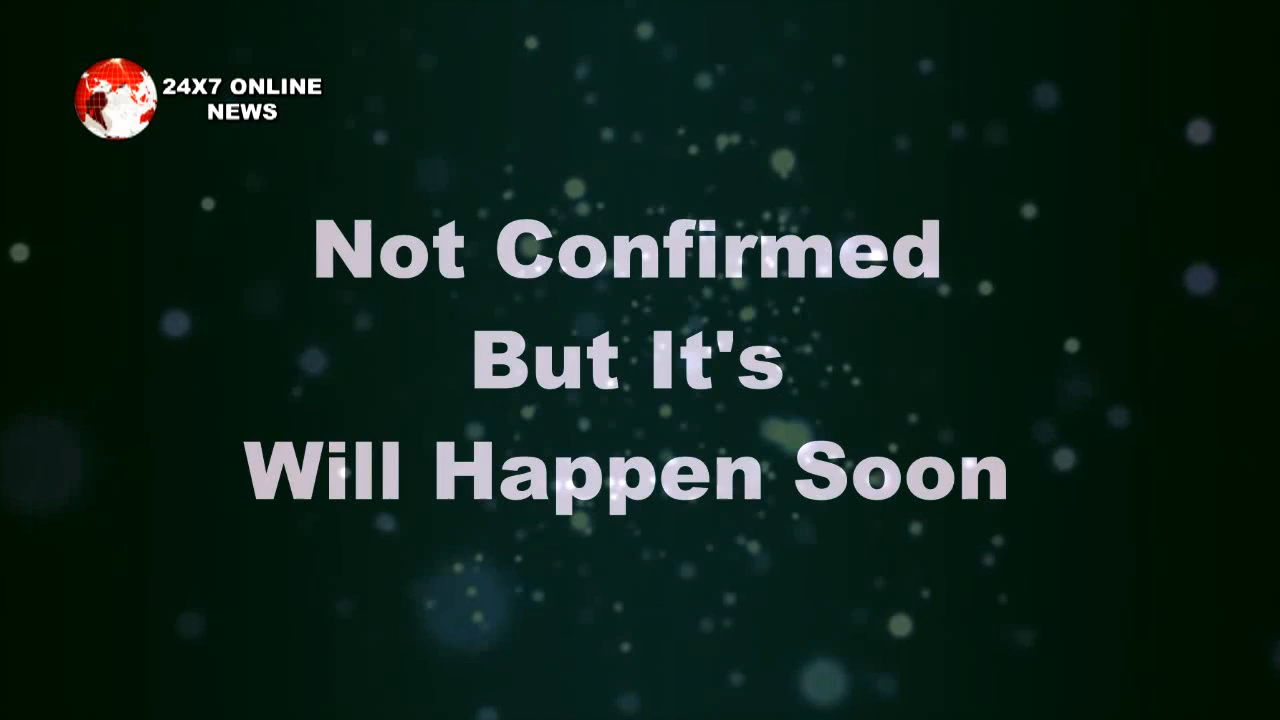 24X7 ONLINE
NEWS
Not Confirmed
But It's
Will Happen Soon